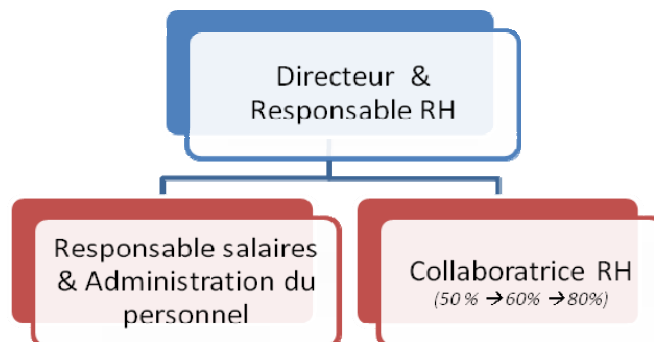 Directeur &
Responsable RH
Responsable salaires
& Administration du
personnel
Collaboratrice RH
(50 % →60% →80%)